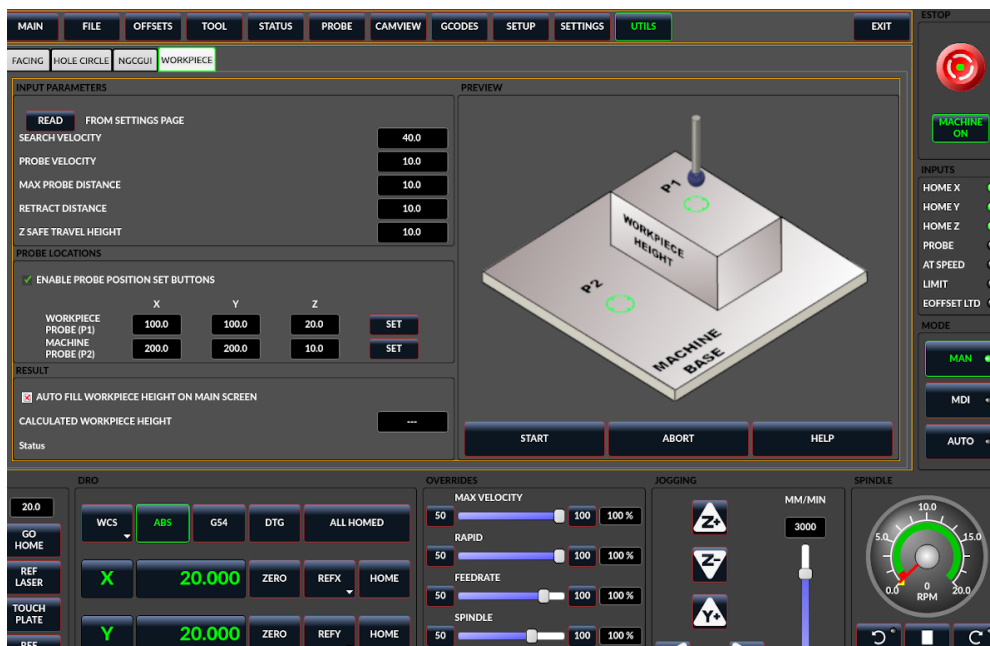 MAIN FILE OFFSETS TOOL STATUS PROBE CAMVIEW GCODES SETUP SETTINGS UTILS EXIT
FACING HOLE CIRCLE NGCGUI WORKPIECE
INPUT PARAMETERS
READ FROM SETTINGS PAGE
SEARCH VELOCITY 40.0
PROBE VELOCITY 10.0
MAX PROBE DISTANCE 10.0
RETRACT DISTANCE 10.0
Z SAFE TRAVEL HEIGHT 10.0
PROBE LOCATIONS
ENABLE PROBE POSITION SET BUTTONS
X Y Z
WORKPIECE
PROBE (P1) 100.0 100.0 20.0 SET
MACHINE
PROBE (P2) 200.0 200.0 10.0 SET
RESULT
AUTO FILL WORKPIECE HEIGHT ON MAIN SCREEN
CALCULATED WORKPIECE HEIGHT ---
Status
PREVIEW
P1
WORKPIECE
HEIGHT
P2
MACHINE
BASE
START ABORT HELP
ESTOP
MACHINE
ON
INPUTS
HOME X
HOME Y
HOME Z
PROBE
AT SPEED
LIMIT
EOFFSET LTD
MODE
MAN
MDI
AUTO
20.0
GO
HOME
REF
LASER
TOUCH
PLATE
REF
DRO
WCS ABS G54 DTG ALL HOMED
X 20.000 ZERO REFX HOME
Y 20.000 ZERO REFY HOME
OVERRIDES
MAX VELOCITY
50 100 100 %
RAPID
50 100 100 %
FEEDRATE
50 100 100 %
SPINDLE
50 100 100 %
JOGGING
Z+
Z-
Y+
MM/MIN
3000
SPINDLE
10.0
5.0 15.0
0.0 0 20.0
RPM